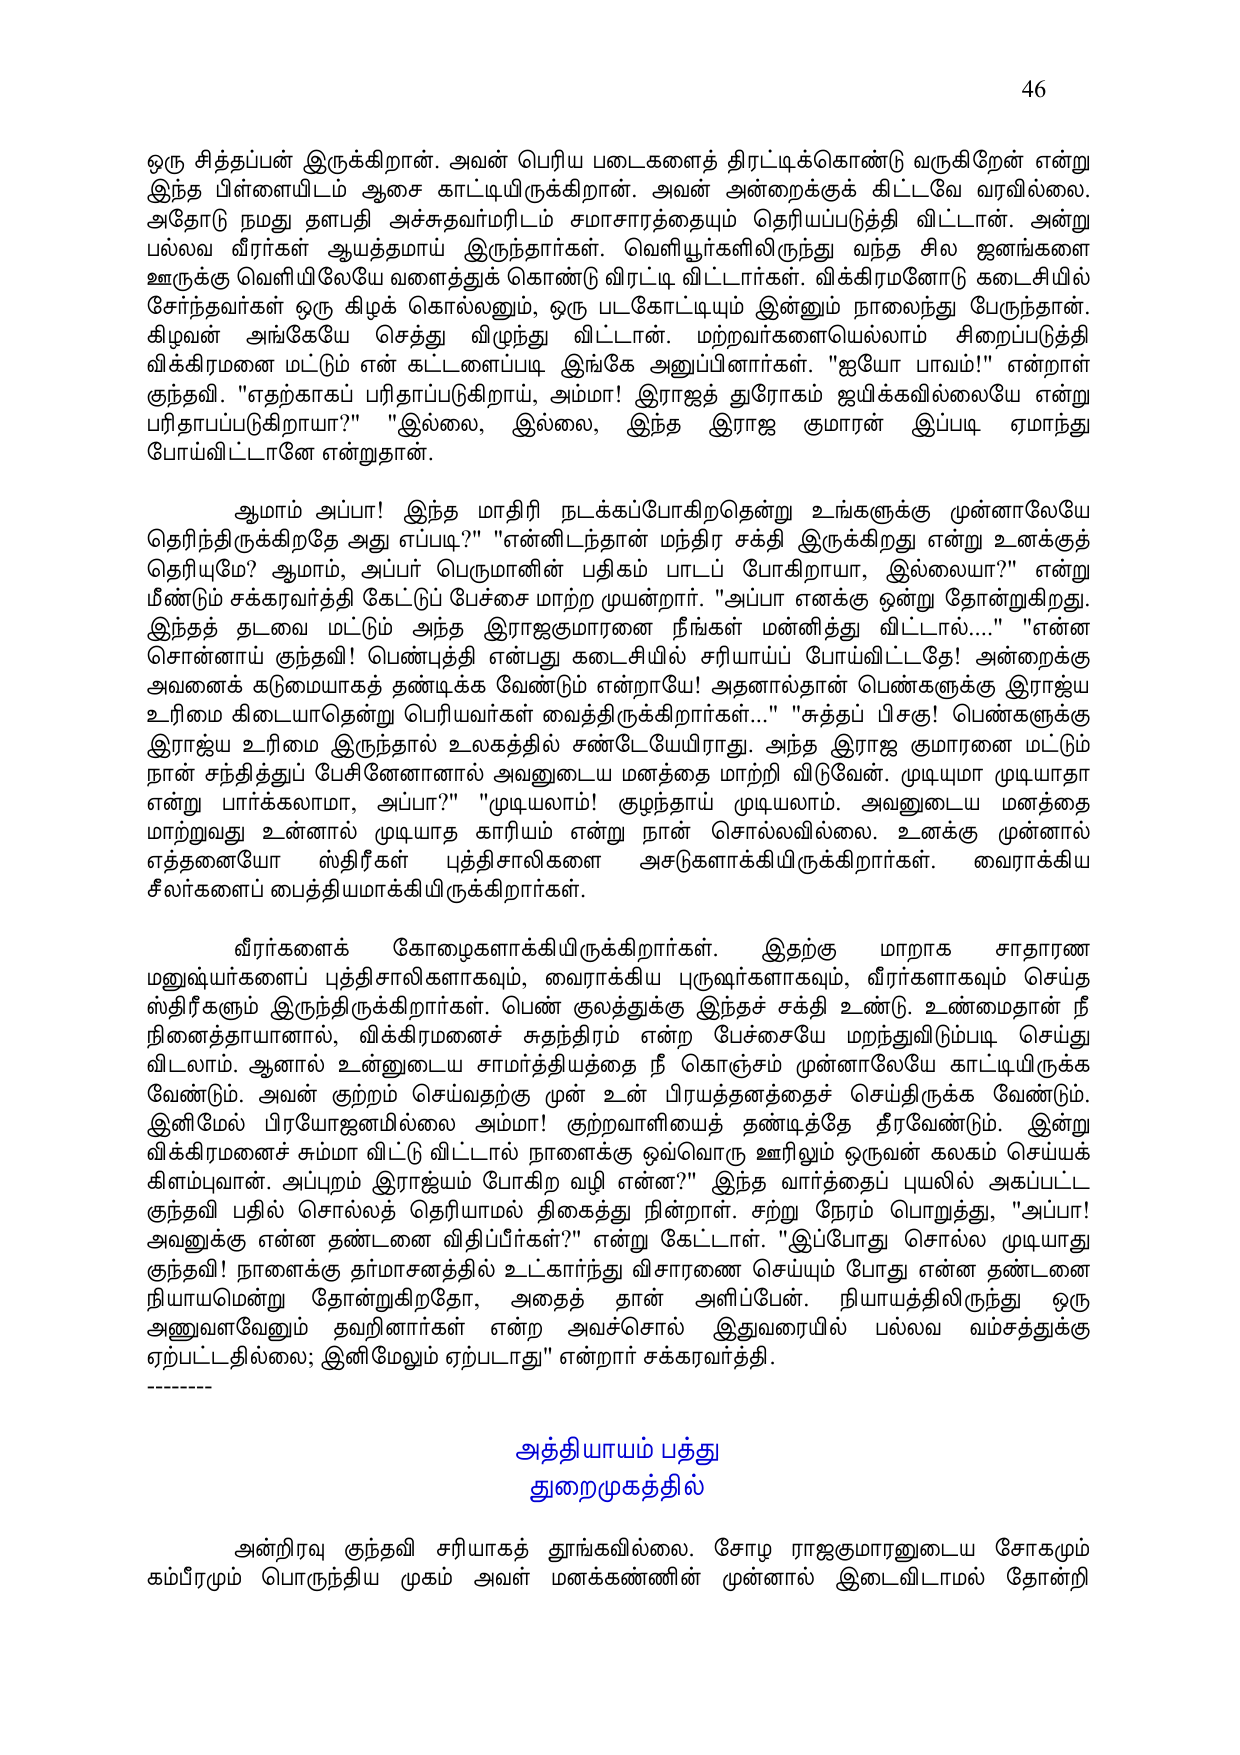 46
ஒரு சித்தப்பன் இருக்கிறான். அவன் பெரிய படைகளைத் திரட்டிக்கொண்டு வருகிறேன் என்று
இந்த பிள்ளையிடம் ஆசை காட்டியிருக்கிறான். அவன் அன்றைக்குக் கிட்டவே வரவில்லை.
அதோடு நமது தளபதி அச்சுதவர்மரிடம் சமாசாரத்தையும் தெரியப்படுத்தி விட்டான். அன்று
பல்லவ வீரர்கள் ஆயத்தமாய் இருந்தார்கள். வெளியூர்களிலிருந்து வந்த சில ஜனங்களை
ஊருக்கு வெளியிலேயே வளைத்துக் கொண்டு விரட்டி விட்டார்கள். விக்கிரமனோடு கடைசியில்
சேர்ந்தவர்கள் ஒரு கிழக் கொல்லனும், ஒரு படகோட்டியும் இன்னும் நாலைந்து பேருந்தான்.
கிழவன் அங்கேயே செத்து விழுந்து விட்டான். மற்றவர்களையெல்லாம் சிறைப்படுத்தி
விக்கிரமனை மட்டும் என் கட்டளைப்படி இங்கே அனுப்பினார்கள். "ஐயோ பாவம்!" என்றாள்
குந்தவி. "எதற்காகப் பரிதாப்படுகிறாய், அம்மா! இராஜத் துரோகம் ஜயிக்கவில்லையே என்று
பரிதாபப்படுகிறாயா?" "இல்லை, இல்லை, இந்த இராஜ குமாரன் இப்படி ஏமாந்து
போய்விட்டானே என்றுதான்.
ஆமாம் அப்பா! இந்த மாதிரி நடக்கப்போகிறதென்று உங்களுக்கு முன்னாலேயே
தெரிந்திருக்கிறதே அது எப்படி?" "என்னிடந்தான் மந்திர சக்தி இருக்கிறது என்று உனக்குத்
தெரியுமே? ஆமாம், அப்பர் பெருமானின் பதிகம் பாடப் போகிறாயா, இல்லையா?" என்று
மீண்டும் சக்கரவர்த்தி கேட்டுப் பேச்சை மாற்ற முயன்றார். "அப்பா எனக்கு ஒன்று தோன்றுகிறது.
இந்தத் தடவை மட்டும் அந்த இராஜகுமாரனை நீங்கள் மன்னித்து விட்டால்...." "என்ன
சொன்னாய் குந்தவி! பெண்புத்தி என்பது கடைசியில் சரியாய்ப் போய்விட்டதே! அன்றைக்கு
அவனைக் கடுமையாகத் தண்டிக்க வேண்டும் என்றாயே! அதனால்தான் பெண்களுக்கு இராஜ்ய
உரிமை கிடையாதென்று பெரியவர்கள் வைத்திருக்கிறார்கள்..." "சுத்தப் பிசகு! பெண்களுக்கு
இராஜ்ய உரிமை இருந்தால் உலகத்தில் சண்டேயேயிராது. அந்த இராஜ குமாரனை மட்டும்
நான் சந்தித்துப் பேசினேனானால் அவனுடைய மனத்தை மாற்றி விடுவேன். முடியுமா முடியாதா
என்று பார்க்கலாமா, அப்பா?" "முடியலாம்! குழந்தாய் முடியலாம். அவனுடைய மனத்தை
மாற்றுவது உன்னால் முடியாத காரியம் என்று நான் சொல்லவில்லை. உனக்கு முன்னால்
எத்தனையோ ஸ்திரீகள் புத்திசாலிகளை அசடுகளாக்கியிருக்கிறார்கள். வைராக்கிய
சீலர்களைப் பைத்தியமாக்கியிருக்கிறார்கள்.
வீரர்களைக் கோழைகளாக்கியிருக்கிறார்கள். இதற்கு மாறாக சாதாரண
மனுஷ்யர்களைப் புத்திசாலிகளாகவும், வைராக்கிய புருஷர்களாகவும், வீரர்களாகவும் செய்த
ஸ்திரீகளும் இருந்திருக்கிறார்கள். பெண் குலத்துக்கு இந்தச் சக்தி உண்டு. உண்மைதான் நீ
நினைத்தாயானால், விக்கிரமனைச் சுதந்திரம் என்ற பேச்சையே மறந்துவிடும்படி செய்து
விடலாம். ஆனால் உன்னுடைய சாமர்த்தியத்தை நீ கொஞ்சம் முன்னாலேயே காட்டியிருக்க
வேண்டும். அவன் குற்றம் செய்வதற்கு முன் உன் பிரயத்தனத்தைச் செய்திருக்க வேண்டும்.
இனிமேல் பிரயோஜனமில்லை அம்மா! குற்றவாளியைத் தண்டித்தே தீரவேண்டும். இன்று
விக்கிரமனைச் சும்மா விட்டு விட்டால் நாளைக்கு ஒவ்வொரு ஊரிலும் ஒருவன் கலகம் செய்யக்
கிளம்புவான். அப்புறம் இராஜ்யம் போகிற வழி என்ன?" இந்த வார்த்தைப் புயலில் அகப்பட்ட
குந்தவி பதில் சொல்லத் தெரியாமல் திகைத்து நின்றாள். சற்று நேரம் பொறுத்து, "அப்பா!
அவனுக்கு என்ன தண்டனை விதிப்பீர்கள்?" என்று கேட்டாள். "இப்போது சொல்ல முடியாது
குந்தவி! நாளைக்கு தர்மாசனத்தில் உட்கார்ந்து விசாரணை செய்யும் போது என்ன தண்டனை
நியாயமென்று தோன்றுகிறதோ, அதைத் தான் அளிப்பேன். நியாயத்திலிருந்து ஒரு
அணுவளவேனும் தவறினார்கள் என்ற அவச்சொல் இதுவரையில் பல்லவ வம்சத்துக்கு
ஏற்பட்டதில்லை; இனிமேலும் ஏற்படாது" என்றார் சக்கரவர்த்தி.
--------
அத்தியாயம் பத்து
துறைமுகத்தில்
அன்றிரவு குந்தவி சரியாகத் தூங்கவில்லை. சோழ ராஜகுமாரனுடைய சோகமும்
கம்பீரமும் பொருந்திய முகம் அவள் மனக்கண்ணின் முன்னால் இடைவிடாமல் தோன்றி